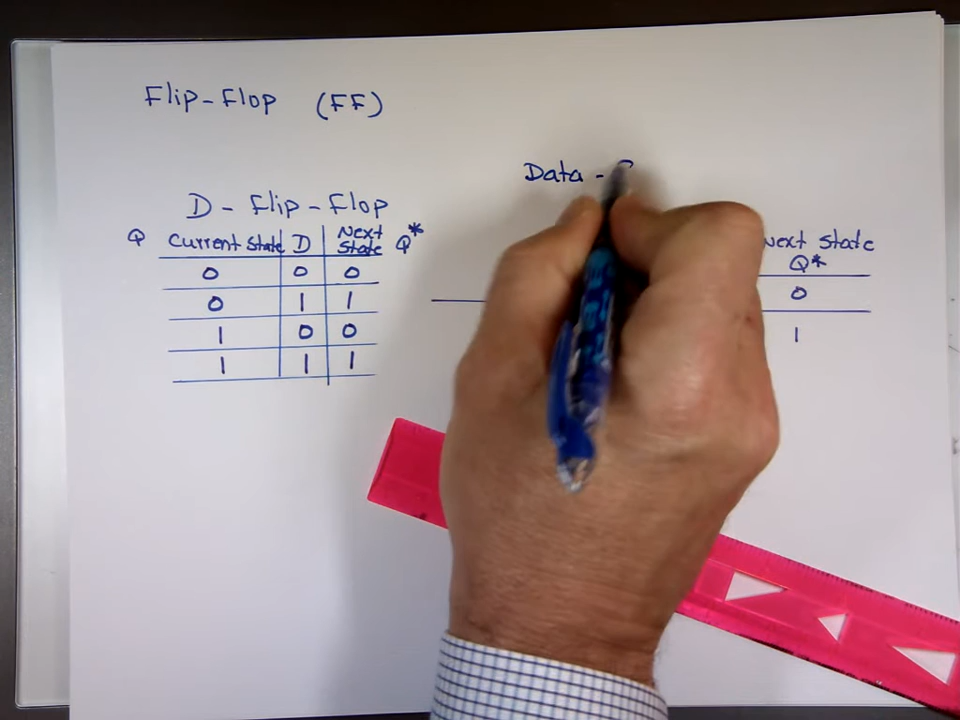 Flip-Flop (FF)
Data -
D - Flip-Flop
Q Current State D Next State Q*
0 0 0
0 1 1
1 0 0
1 1 1
Next State
Q*
0
1